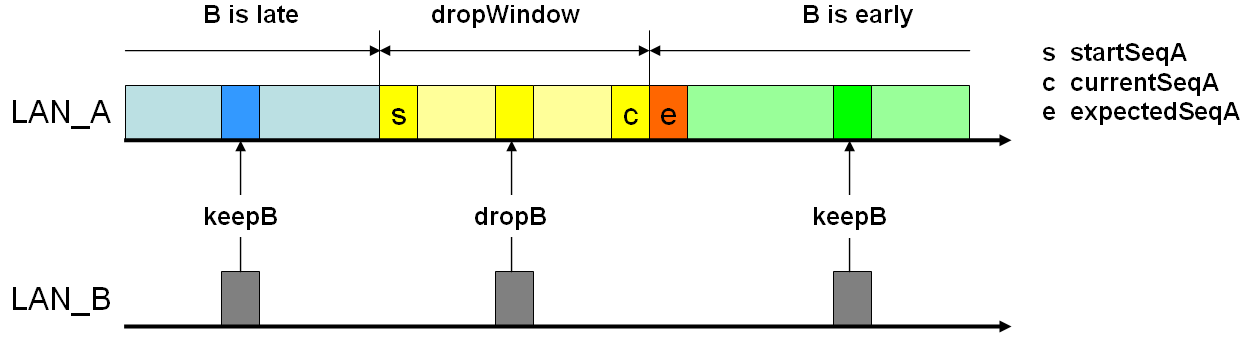 B is late
dropWindow
B is early
s startSeqA
c currentSeqA
e expectedSeqA
LAN_A
s
c
e
keepB
dropB
keepB
LAN_B